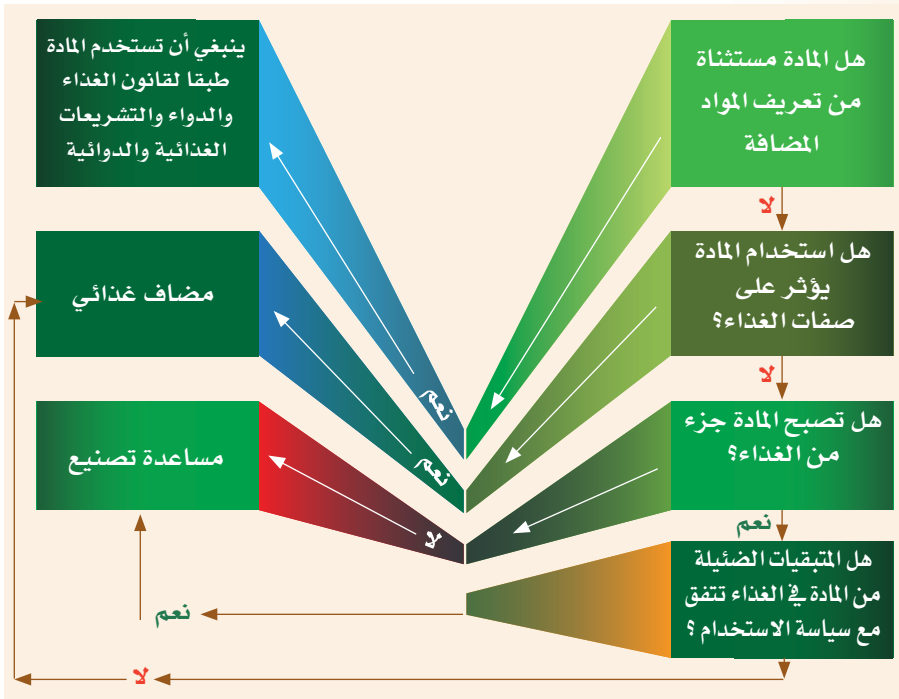 هل المادة مستثناة
من تعريف المواد
المضافة
ينبغي أن تستخدم المادة
طبقا لقانون الغذاء
والدواء والتشريعات
الغذائية والدوائية
نعم
لا
هل استخدام المادة
يؤثر على
صفات الغذاء؟
مضاف غذائي
نعم
لا
هل تصبح المادة جزء
من الغذاء؟
مساعدة تصنيع
لا
نعم
هل المتبقيات الضئيلة
من المادة في الغذاء تتفق
مع سياسة الاستخدام ؟
نعم
لا